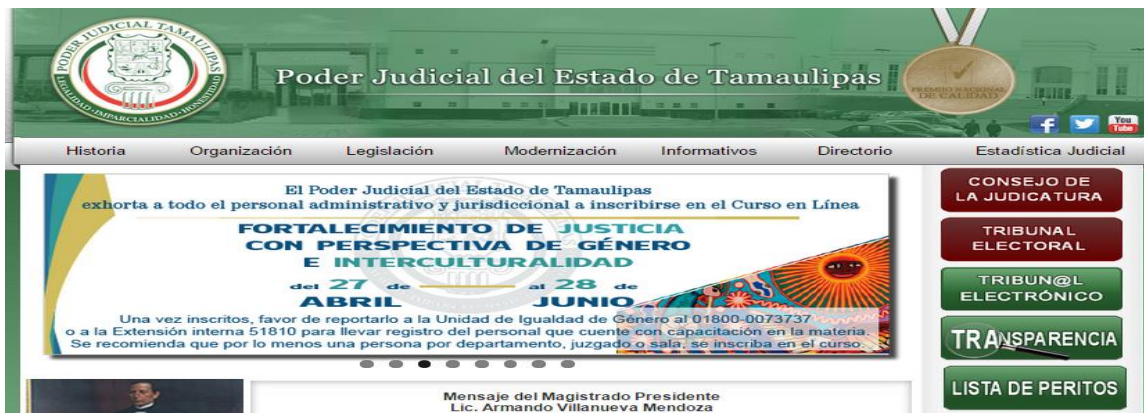 PODER JUDICIAL TAMAULIPAS
LEGALIDAD-IMPARCIALIDAD-HONESTIDAD
Poder Judicial del Estado de Tamaulipas
PREMIO NACIONAL
DE CALIDAD
You
Tube
Historia Organización Legislación Modernización Informativos Directorio Estadística Judicial
El Poder Judicial del Estado de Tamaulipas
exhorta a todo el personal administrativo y jurisdiccional a inscribirse en el Curso en Línea
FORTALECIMIENTO DE JUSTICIA
CON PERSPECTIVA DE GÉNERO
E INTERCULTURALIDAD
del 27 de al 28 de
ABRIL JUNIO
Una vez inscritos, favor de reportarlo a la Unidad de Igualdad de Género al 01800-0073737
o a la Extensión interna 51810 para llevar registro del personal que cuente con capacitación en la materia.
Se recomienda que por lo menos una persona por departamento, juzgado o sala, se inscriba en el curso.
CONSEJO DE
LA JUDICATURA
TRIBUNAL
ELECTORAL
TRIBUN@L
ELECTRÓNICO
TRANSPARENCIA
LISTA DE PERITOS
Mensaje del Magistrado Presidente
Lic. Armando Villanueva Mendoza